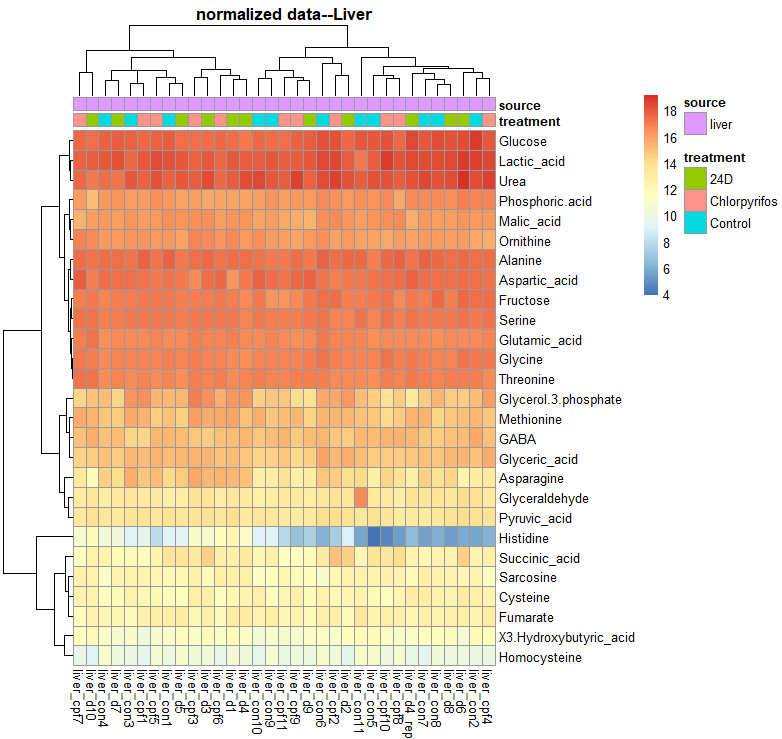 normalized data--Liver
source
treatment
Glucose
Lactic_acid
Urea
Phosphoric.acid
Malic_acid
Ornithine
Alanine
Aspartic_acid
Fructose
Serine
Glutamic_acid
Glycine
Threonine
Glycerol.3.phosphate
Methionine
GABA
Glyceric_acid
Asparagine
Glyceraldehyde
Pyruvic_acid
Histidine
Succinic_acid
Sarcosine
Cysteine
Fumarate
X3.Hydroxybutyric_acid
Homocysteine
liver_cpf7
liver_d10
liver_con4
liver_d7
liver_con3
liver_cpf1
liver_cpf5
liver_con1
liver_d5
liver_cpf3
liver_d3
liver_cpf6
liver_d1
liver_d4
liver_con10
liver_con9
liver_cpf11
liver_cpf9
liver_d9
liver_con6
liver_cpf2
liver_d2
liver_con11
liver_con5
liver_cpf10
liver_cpf8
liver_d4_rep
liver_con7
liver_con8
liver_d8
liver_d6
liver_con2
liver_cpf4
18
16
14
12
10
8
6
4
source
liver
treatment
24D
Chlorpyrifos
Control